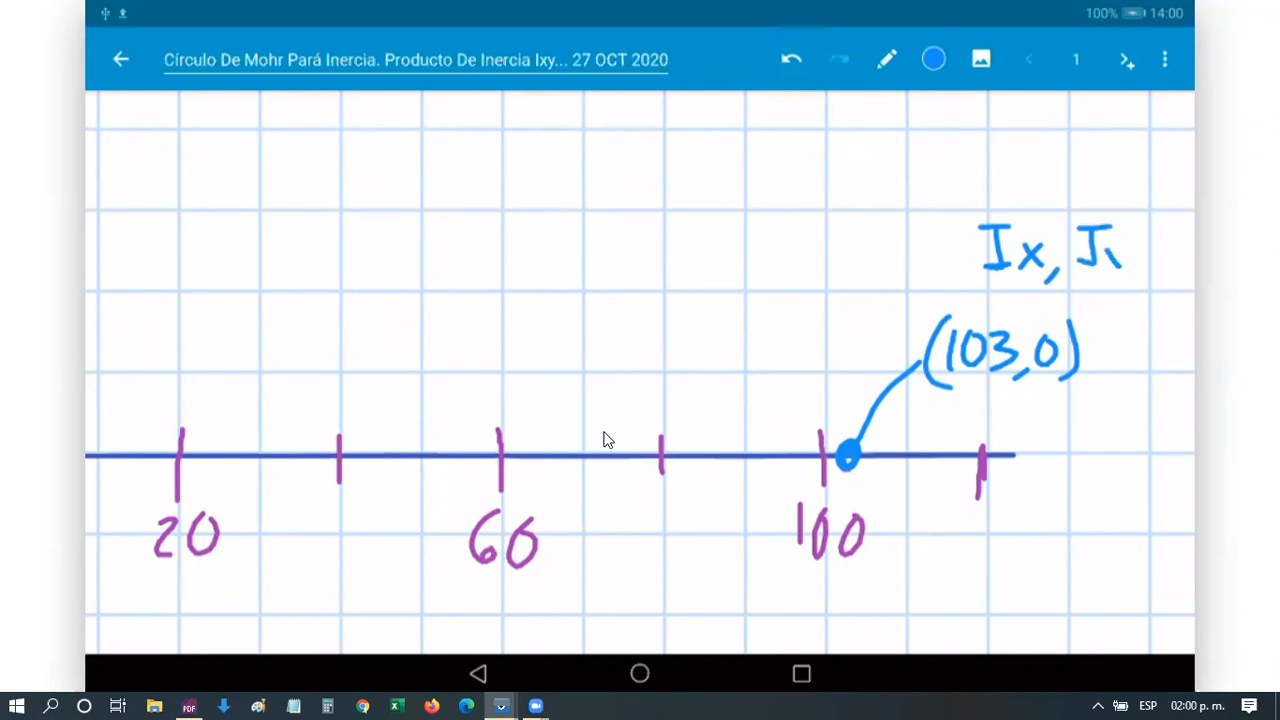 100% 14:00
Círculo De Mohr Pará Inercia. Producto De Inercia Ixy... 27 OCT 2020 1
Ix, J
(103,0)
20 60 100
PDF ESP 02:00 p. m.